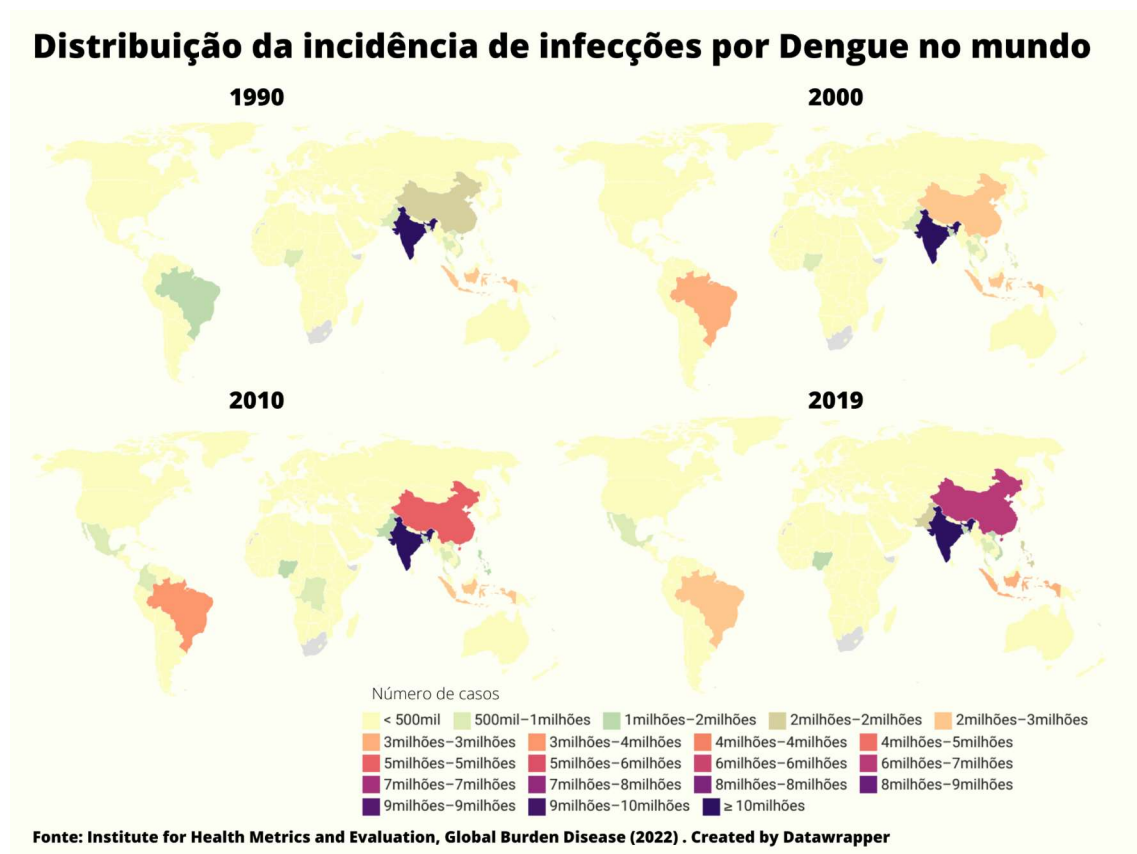 Distribuição da incidência de infecções por Dengue no mundo
1990
2000
2010
2019
Número de casos
< 500mil 500mil−1milhões 1milhões−2milhões 2milhões−2milhões 2milhões−3milhões
3milhões−3milhões 3milhões−4milhões 4milhões−4milhões 4milhões−5milhões
5milhões−5milhões 5milhões−6milhões 6milhões−6milhões 6milhões−7milhões
7milhões−7milhões 7milhões−8milhões 8milhões−8milhões 8milhões−9milhões
9milhões−9milhões 9milhões−10milhões ≥ 10milhões
Fonte: Institute for Health Metrics and Evaluation, Global Burden Disease (2022) . Created by Datawrapper